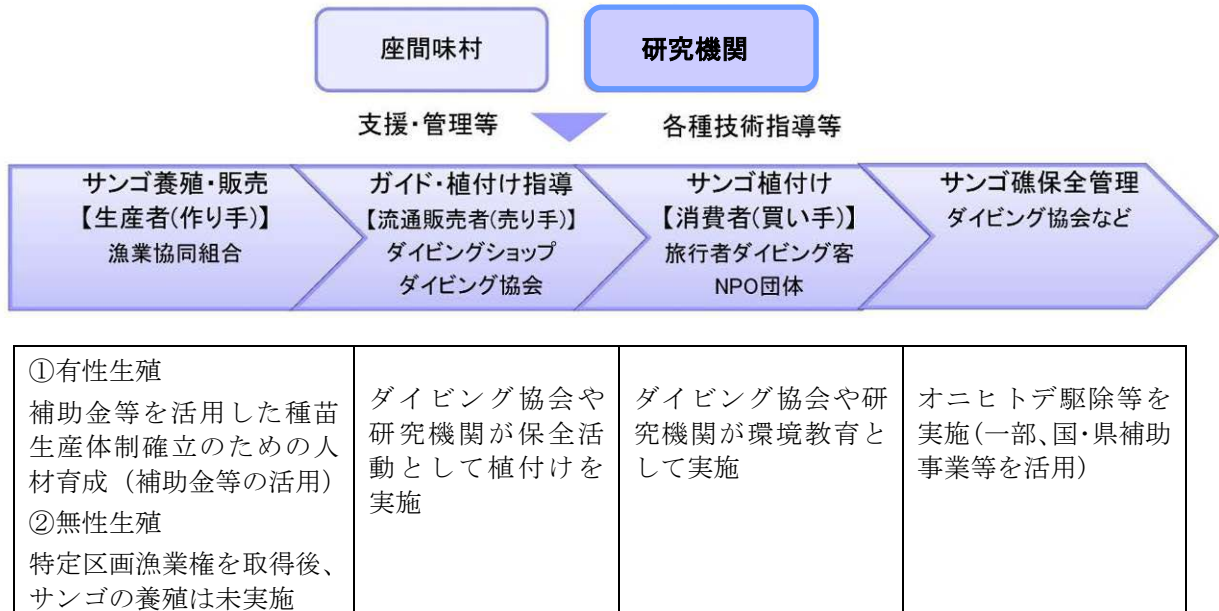 座間味村
研究機関
支援・管理等
各種技術指導等
サンゴ養殖・販売
【生産者(作り手)】
漁業協同組合
ガイド・植付け指導
【流通販売者(売り手)】
ダイビングショップ
ダイビング協会
サンゴ植付け
【消費者(買い手)】
旅行者ダイビング客
NPO団体
サンゴ礁保全管理
ダイビング協会など
①有性生殖
補助金等を活用した種苗
生産体制確立のための人
材育成（補助金等の活用）
②無性生殖
特定区画漁業権を取得後、
サンゴの養殖は未実施
ダイビング協会や
研究機関が保全活
動として植付けを
実施
ダイビング協会や研
究機関が環境教育と
して実施
オニヒトデ駆除等を
実施(一部、国・県補助
事業等を活用)